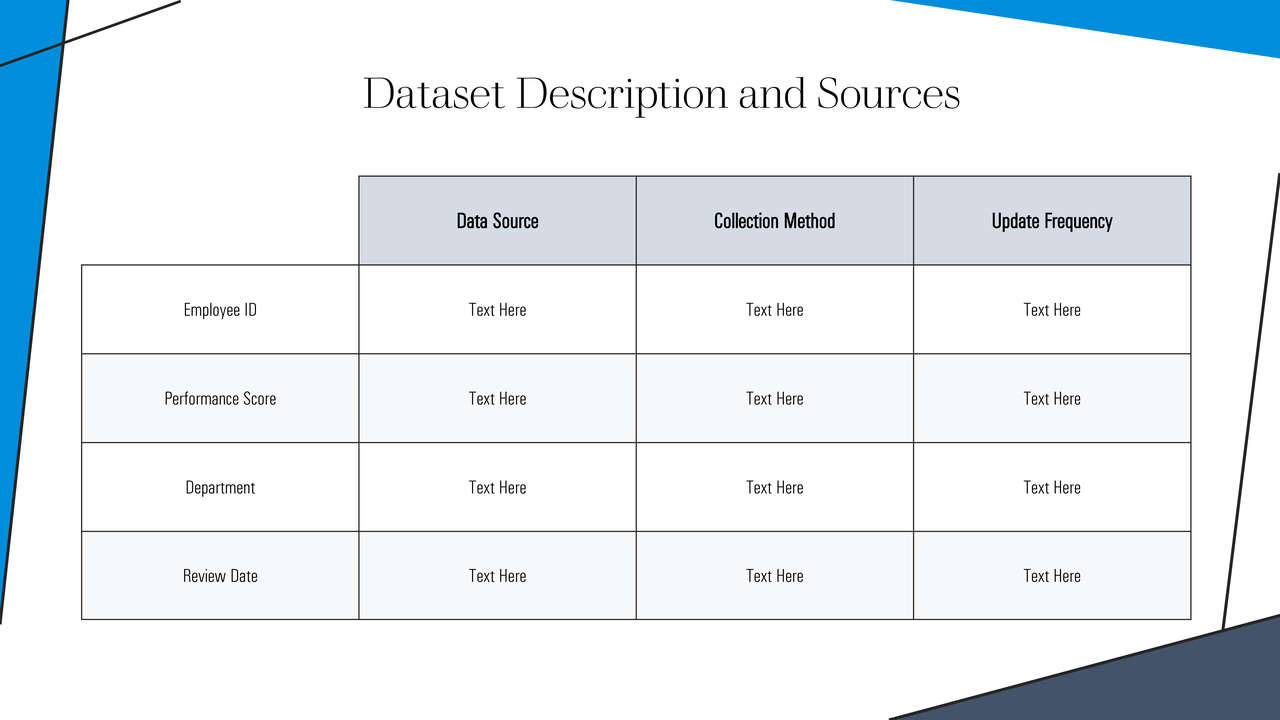 Dataset Description and Sources
Data Source Collection Method Update Frequency
Employee ID Text Here Text Here Text Here
Performance Score Text Here Text Here Text Here
Department Text Here Text Here Text Here
Review Date Text Here Text Here Text Here